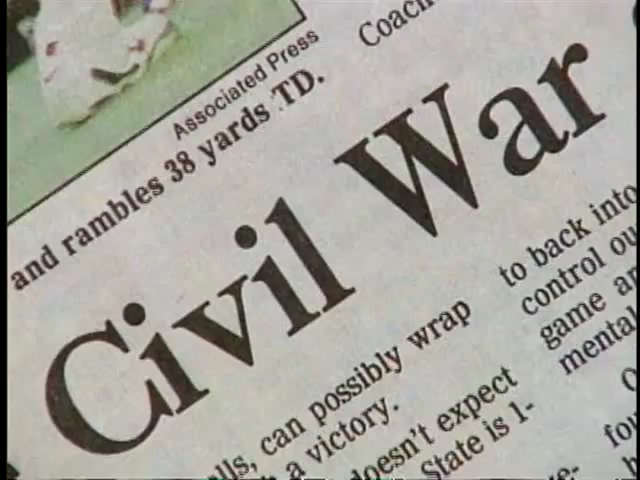 Associated Press
and rambles 38 yards TD.
Coach
Civil War
can possibly wrap
a victory.
doesn't expect
State is 1-
to back into
control
game
mental